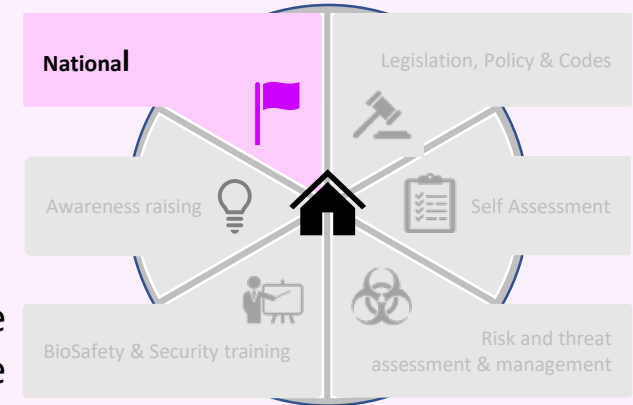 National
Legislation, Policy & Codes
Awareness raising
Self Assessment
BioSafety & Security training
Risk and threat
assessment & management